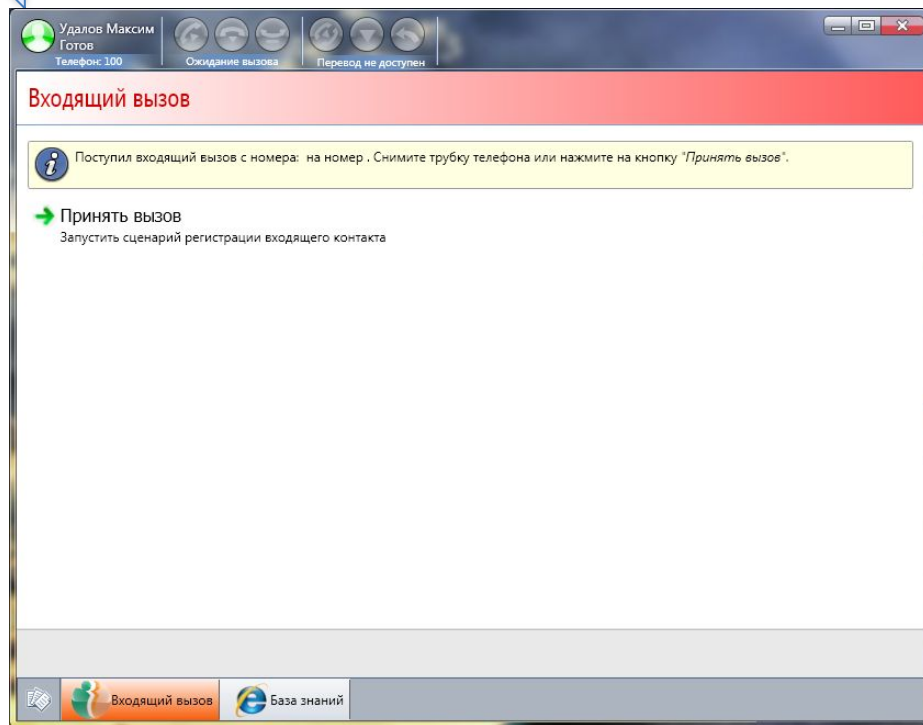 Удалов Максим
Готов
Телефон: 100
Ожидание вызова
Перевод не доступен
Входящий вызов
Поступил входящий вызов с номера:  на номер . Снимите трубку телефона или нажмите на кнопку "Принять вызов".
Принять вызов
Запустить сценарий регистрации входящего контакта
Входящий вызов
База знаний